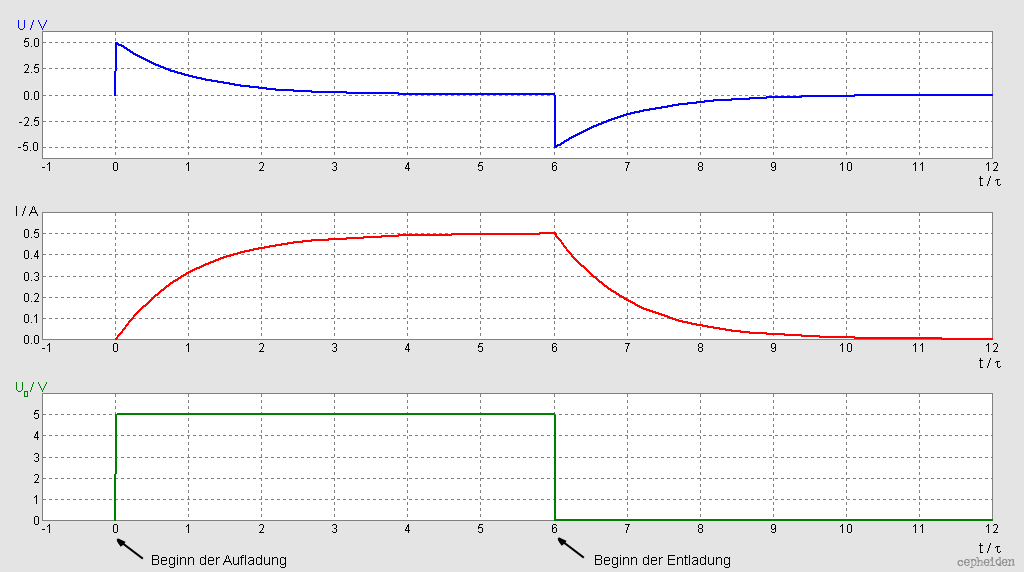 U / V
5.0
2.5
0.0
-2.5
-5.0
-1 0 1 2 3 4 5 6 7 8 9 10 11 12
t / τ
I / A
0.5
0.4
0.3
0.2
0.1
0.0
-1 0 1 2 3 4 5 6 7 8 9 10 11 12
t / τ
U₀ / V
5
4
3
2
1
0
-1 0 1 2 3 4 5 6 7 8 9 10 11 12
t / τ
Beginn der Aufladung Beginn der Entladung
cepheiden